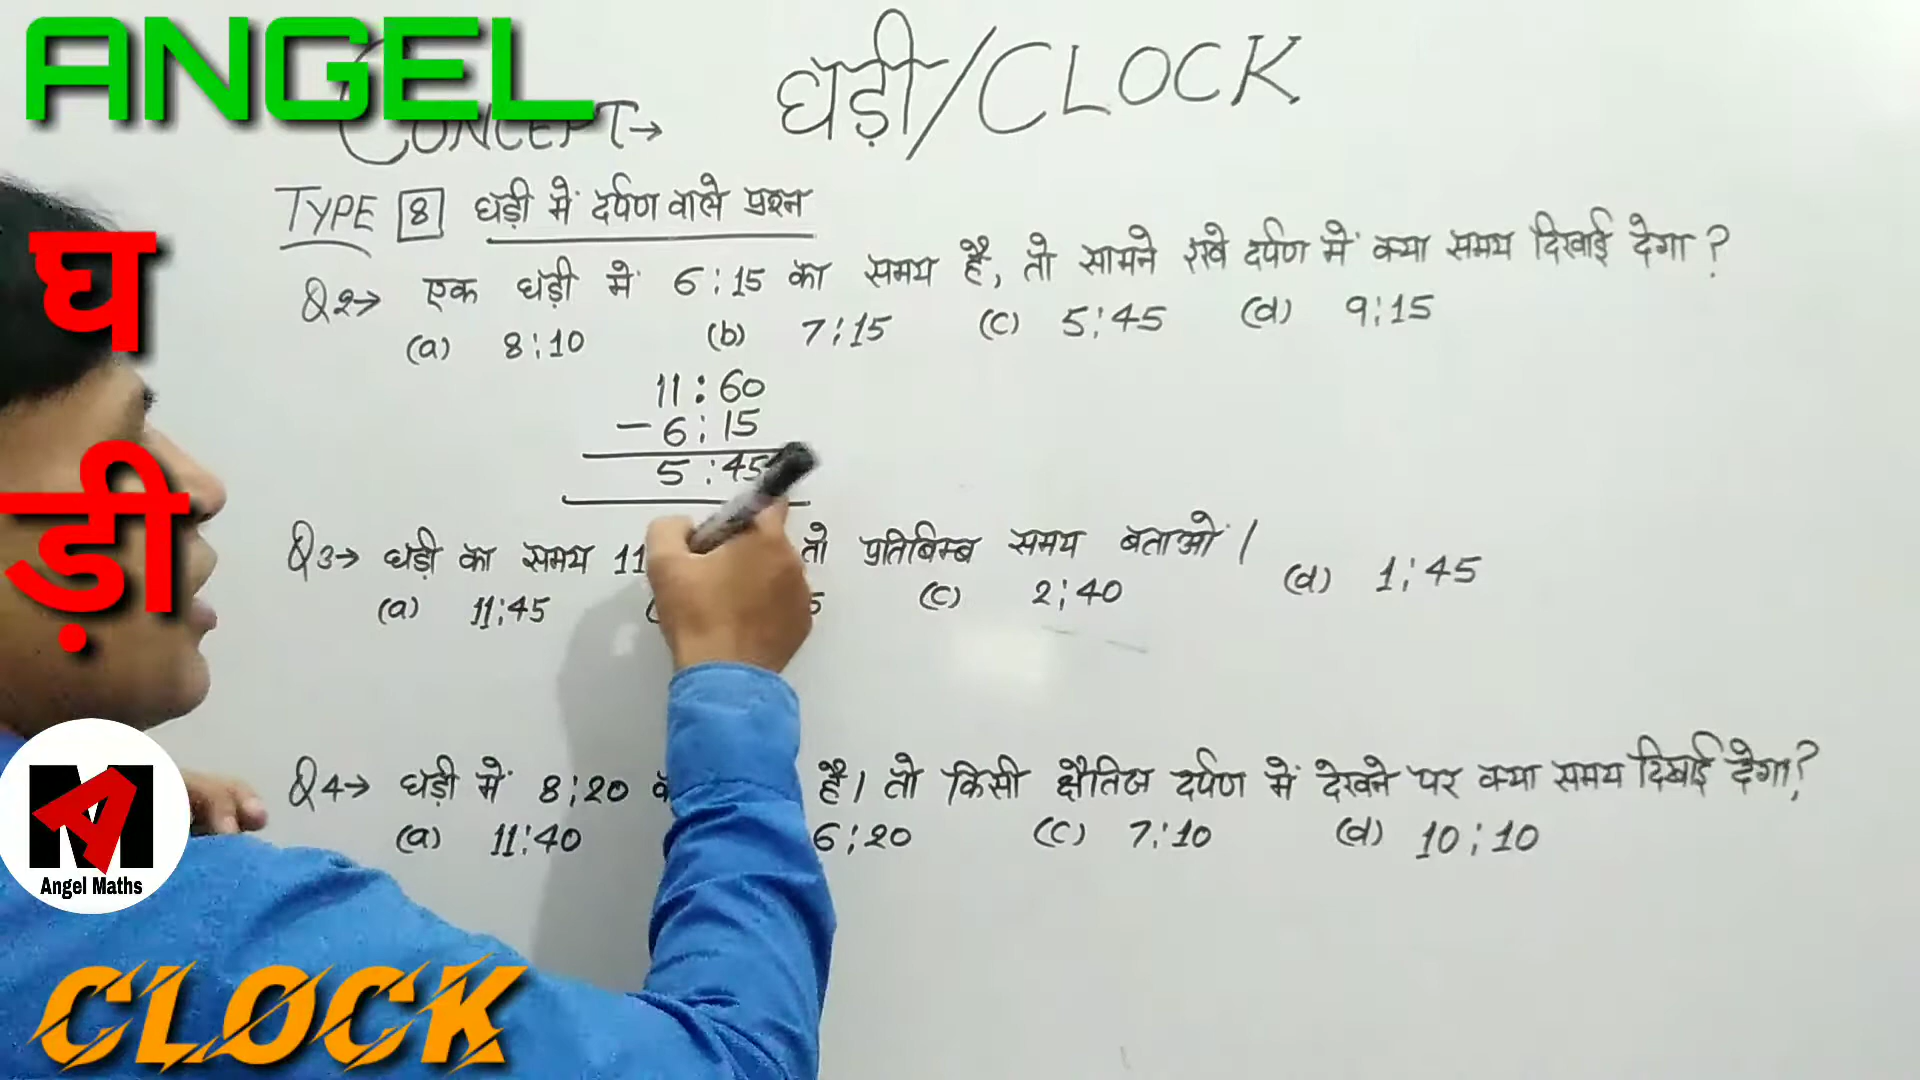 ANGEL
CONCEPT→ घड़ी/CLOCK
TYPE 8 घड़ी में दर्पण वाले प्रश्न
Q2→ एक घड़ी में 6:15 का समय है, तो सामने रखे दर्पण में क्या समय दिखाई देगा?
(a) 8:10 (b) 7:15 (c) 5:45 (d) 9:15
11:60
- 6:15
5:45
Q3→ घड़ी का समय 11 तो प्रतिबिम्ब समय बताओ।
(a) 11:45 (c) 2:40 (d) 1:45
Q4→ घड़ी में 8:20 है। तो किसी क्षैतिज दर्पण में देखने पर क्या समय दिखाई देगा?
(a) 11:40 6:20 (c) 7:10 (d) 10:10
घ
ड़ी
MA
Angel Maths
CLOCK